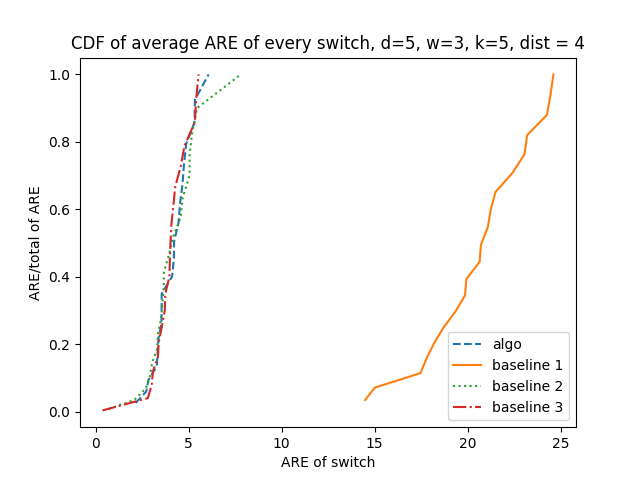 CDF of average ARE of every switch, d=5, w=3, k=5, dist = 4
ARE/total of ARE
1.0
0.8
0.6
0.4
0.2
0.0
algo
baseline 1
baseline 2
baseline 3
0 5 10 15 20 25
ARE of switch